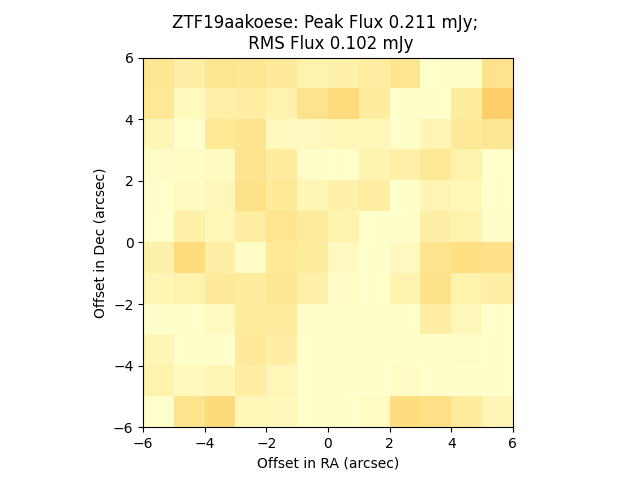 ZTF19aakoese: Peak Flux 0.211 mJy;
RMS Flux 0.102 mJy
6
4
2
0
−2
−4
−6
Offset in Dec (arcsec)
−6 −4 −2 0 2 4 6
Offset in RA (arcsec)